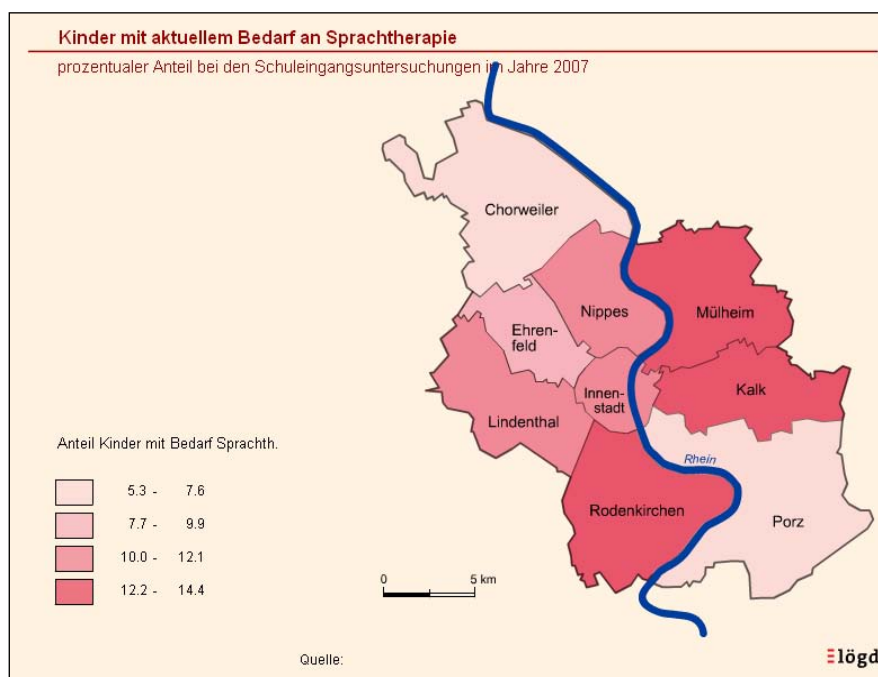 Kinder mit aktuellem Bedarf an Sprachtherapie
prozentualer Anteil bei den Schuleingangsuntersuchungen im Jahre 2007
Chorweiler
Nippes
Mülheim
Ehren-
feld
Innen-
stadt
Kalk
Lindenthal
Rhein
Rodenkirchen
Porz
Anteil Kinder mit Bedarf Sprachth.
5.3 - 7.6
7.7 - 9.9
10.0 - 12.1
12.2 - 14.4
0 5 km
Quelle:
lögd